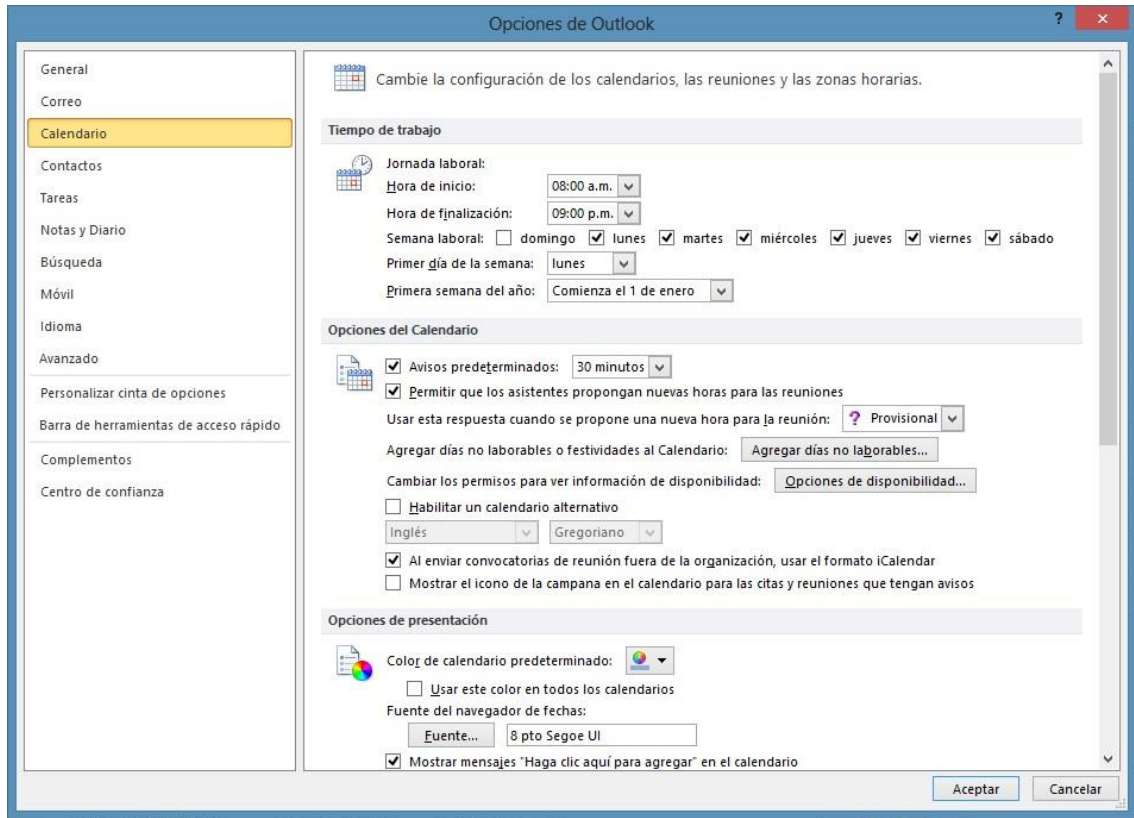 Opciones de Outlook
?
General
Correo
Calendario
Contactos
Tareas
Notas y Diario
Búsqueda
Móvil
Idioma
Avanzado
Personalizar cinta de opciones
Barra de herramientas de acceso rápido
Complementos
Centro de confianza
Cambie la configuración de los calendarios, las reuniones y las zonas horarias.
Tiempo de trabajo
Jornada laboral:
Hora de inicio: 08:00 a.m.
Hora de finalización: 09:00 p.m.
Semana laboral: domingo lunes martes miércoles jueves viernes sábado
Primer día de la semana: lunes
Primera semana del año: Comienza el 1 de enero
Opciones del Calendario
Avisos predeterminados: 30 minutos
Permitir que los asistentes propongan nuevas horas para las reuniones
Usar esta respuesta cuando se propone una nueva hora para la reunión: ? Provisional
Agregar días no laborables o festividades al Calendario: Agregar días no laborables...
Cambiar los permisos para ver información de disponibilidad: Opciones de disponibilidad...
Habilitar un calendario alternativo
Inglés Gregoriano
Al enviar convocatorias de reunión fuera de la organización, usar el formato iCalendar
Mostrar el icono de la campana en el calendario para las citas y reuniones que tengan avisos
Opciones de presentación
Color de calendario predeterminado:
Usar este color en todos los calendarios
Fuente del navegador de fechas:
Fuente... 8 pto Segoe UI
Mostrar mensajes "Haga clic aquí para agregar" en el calendario
Aceptar Cancelar